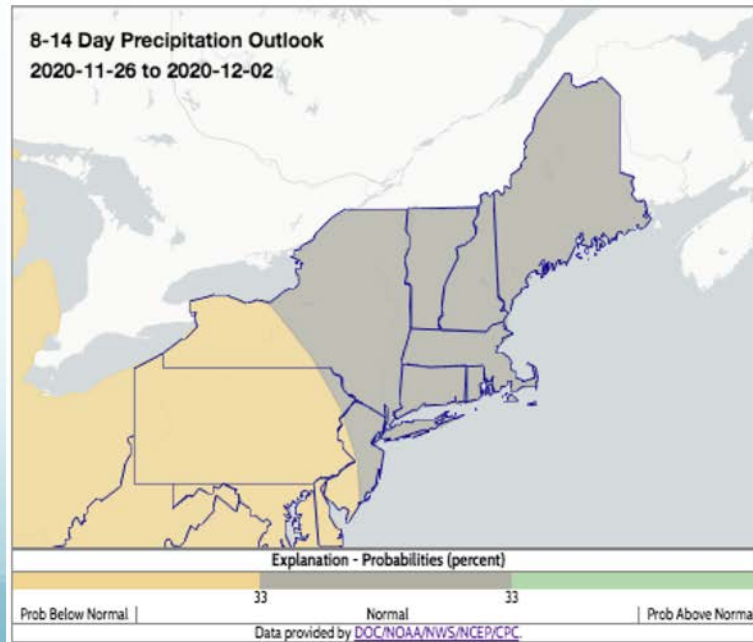 8-14 Day Precipitation Outlook
2020-11-26 to 2020-12-02
Explanation - Probabilities (percent)
33 33
Prob Below Normal | Normal | Prob Above Normal
Data provided by DOC/NOAA/NWS/NCEP/CPC.